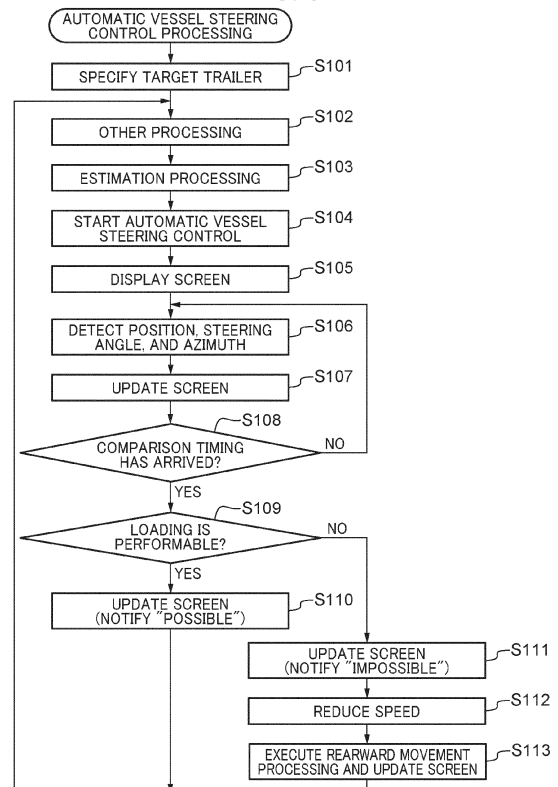 AUTOMATIC VESSEL STEERING
CONTROL PROCESSING
SPECIFY TARGET TRAILER
S101
OTHER PROCESSING
S102
ESTIMATION PROCESSING
S103
START AUTOMATIC VESSEL
STEERING CONTROL
S104
DISPLAY SCREEN
S105
DETECT POSITION, STEERING
ANGLE, AND AZIMUTH
S106
UPDATE SCREEN
S107
S108
COMPARISON TIMING
HAS ARRIVED?
NO
YES
S109
LOADING IS
PERFORMABLE?
NO
YES
UPDATE SCREEN
(NOTIFY "POSSIBLE")
S110
UPDATE SCREEN
(NOTIFY "IMPOSSIBLE")
S111
REDUCE SPEED
S112
EXECUTE REARWARD MOVEMENT
PROCESSING AND UPDATE SCREEN
S113